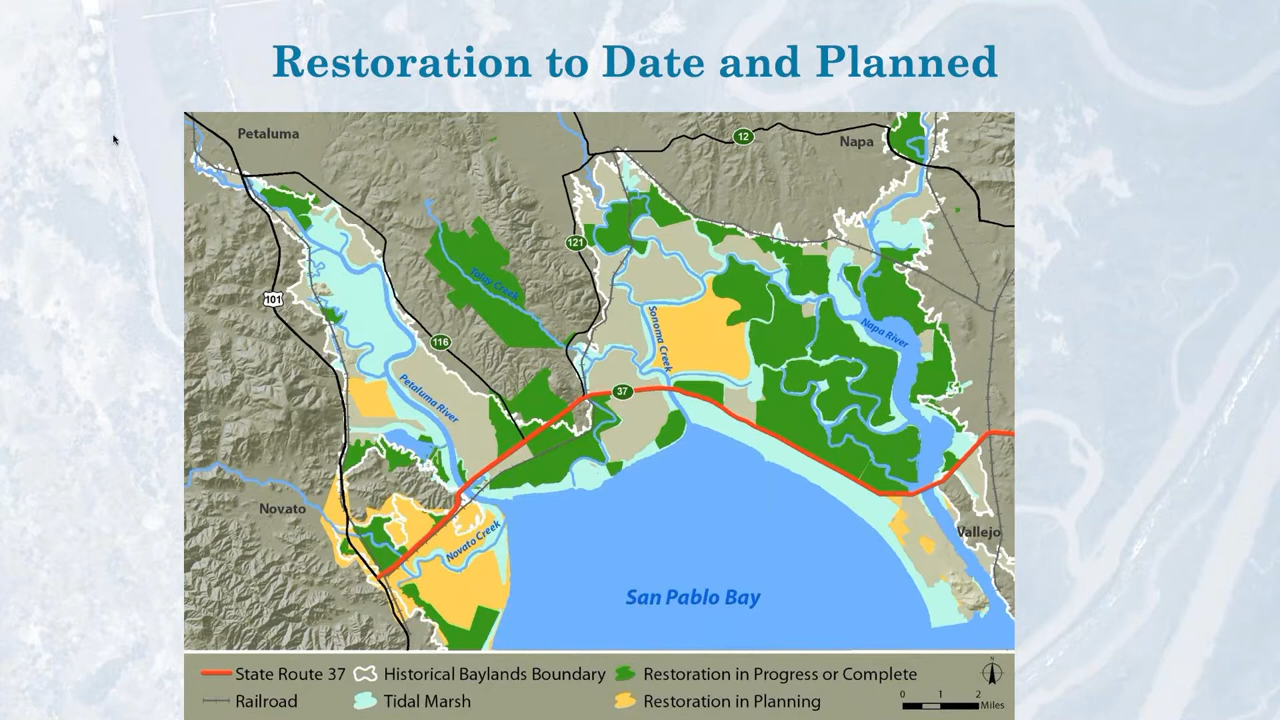 Restoration to Date and Planned
Petaluma
12
Napa
121
Tolay Creek
101
Sonoma Creek
Napa River
116
37
Petaluma River
Novato
Novato Creek
Vallejo
San Pablo Bay
State Route 37
Historical Baylands Boundary
Restoration in Progress or Complete
N
Railroad
Tidal Marsh
Restoration in Planning
0 1 2
Miles